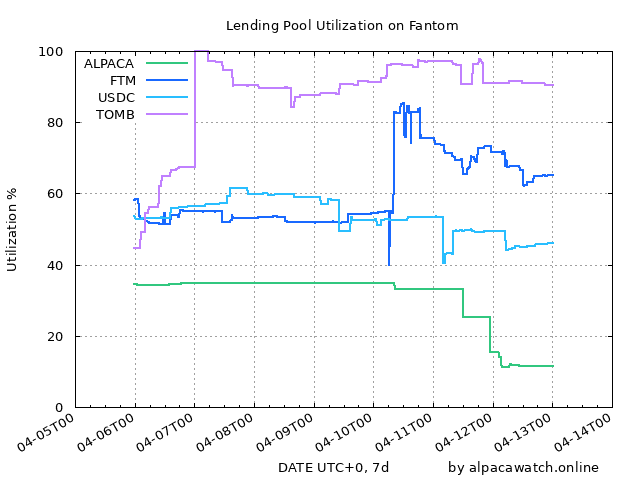 Lending Pool Utilization on Fantom
100
80
60
40
20
0
Utilization %
ALPACA
FTM
USDC
TOMB
04-05T00
04-06T00
04-07T00
04-08T00
04-09T00
04-10T00
04-11T00
04-12T00
04-13T00
04-14T00
DATE UTC+0, 7d
by alpacawatch.online